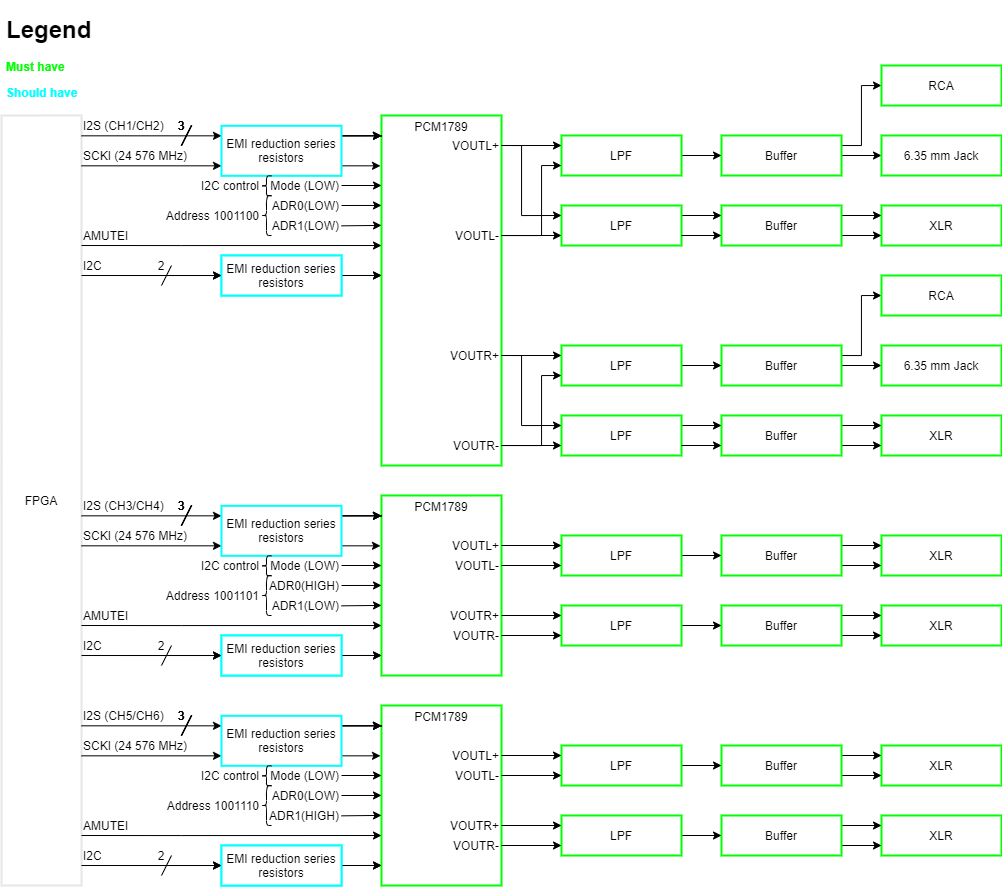 Legend
Must have
Should have
FPGA
I2S (CH1/CH2) 3
SCKI (24 576 MHz)
EMI reduction series
resistors
I2C control
Mode (LOW)
Address 1001100
ADR0(LOW)
ADR1(LOW)
AMUTEI
I2C 2
EMI reduction series
resistors
PCM1789
VOUTL+
VOUTL-
VOUTR+
VOUTR-
LPF
Buffer
RCA
6.35 mm Jack
LPF
Buffer
XLR
LPF
Buffer
RCA
6.35 mm Jack
LPF
Buffer
XLR
I2S (CH3/CH4) 3
SCKI (24 576 MHz)
EMI reduction series
resistors
I2C control
Mode (LOW)
Address 1001101
ADR0(HIGH)
ADR1(LOW)
AMUTEI
I2C 2
EMI reduction series
resistors
PCM1789
VOUTL+
VOUTL-
VOUTR+
VOUTR-
LPF
Buffer
XLR
LPF
Buffer
XLR
I2S (CH5/CH6) 3
SCKI (24 576 MHz)
EMI reduction series
resistors
I2C control
Mode (LOW)
Address 1001110
ADR0(LOW)
ADR1(HIGH)
AMUTEI
I2C 2
EMI reduction series
resistors
PCM1789
VOUTL+
VOUTL-
VOUTR+
VOUTR-
LPF
Buffer
XLR
LPF
Buffer
XLR